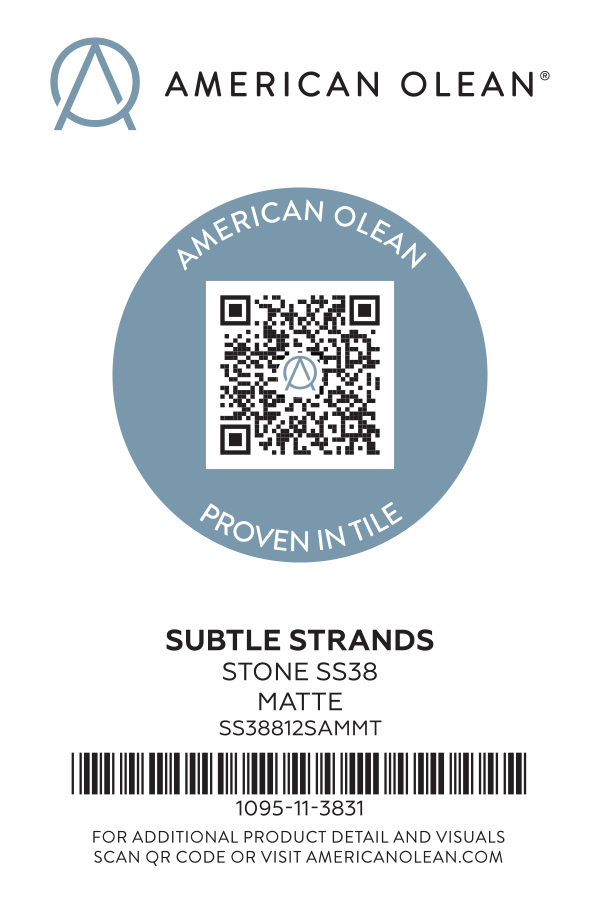 AMERICAN OLEAN®
AMERICAN OLEAN
PROVEN IN TILE
SUBTLE STRANDS
STONE SS38
MATTE
SS38812SAMMT
1095-11-3831
FOR ADDITIONAL PRODUCT DETAIL AND VISUALS
SCAN QR CODE OR VISIT AMERICANOLEAN.COM